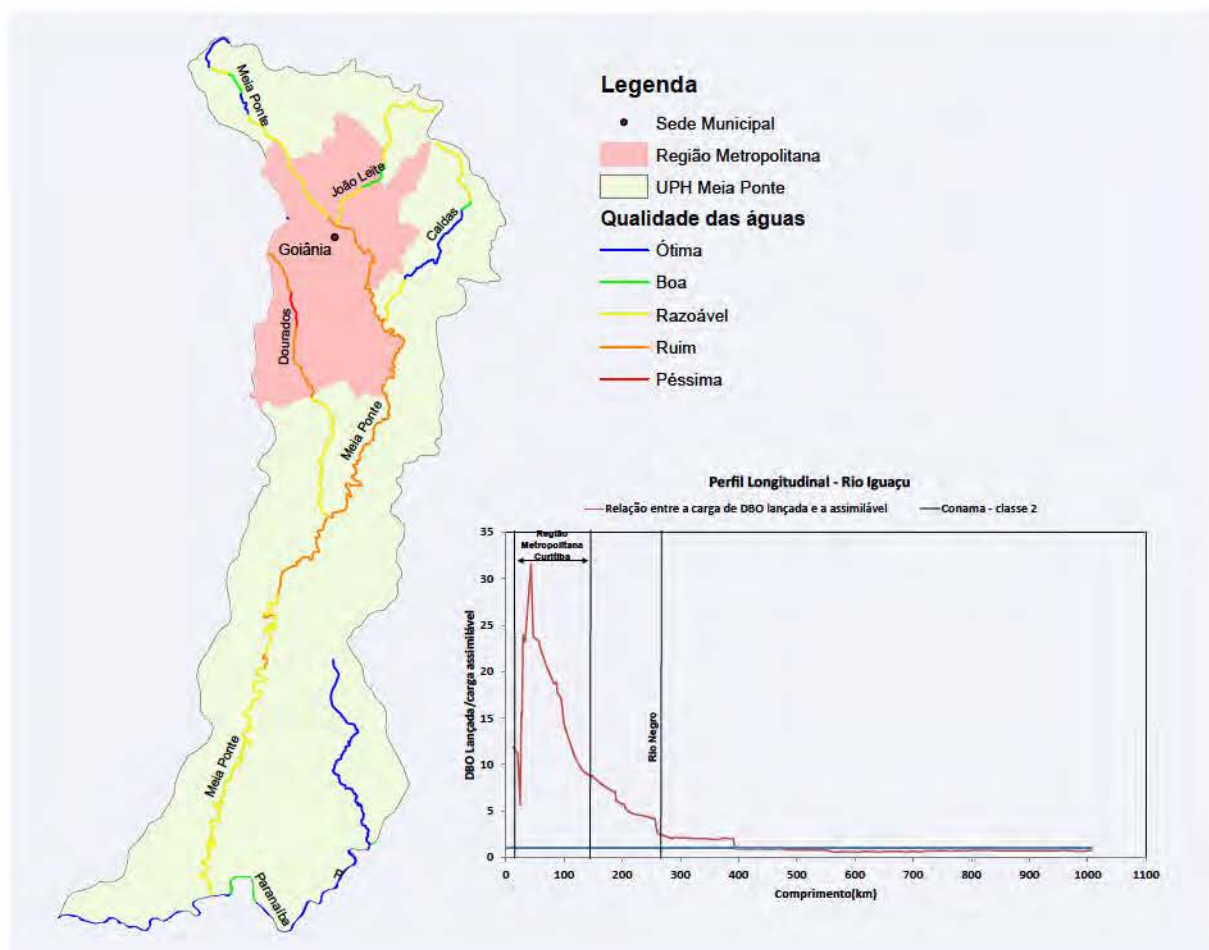 Meia Ponte
João Leite
Caldas
Goiânia
Dourados
Meia Ponte
Meia Ponte
Paranaíba
P
Legenda
Sede Municipal
Região Metropolitana
UPH Meia Ponte
Qualidade das águas
Ótima
Boa
Razoável
Ruim
Péssima
Perfil Longitudinal - Rio Iguaçu
Relação entre a carga de DBO lançada e a assimilável
Conama - classe 2
Região
Metropolitana
Curitiba
Rio Negro
DBO Lançada/carga assimilável
35
30
25
20
15
10
5
0
0 100 200 300 400 500 600 700 800 900 1000 1100
Comprimento(km)